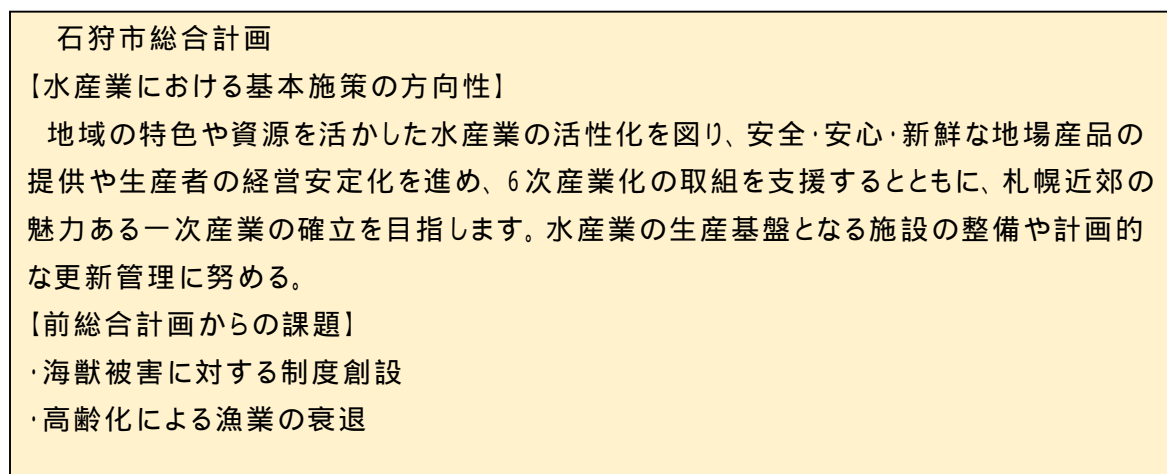 石狩市総合計画
【水産業における基本施策の方向性】
地域の特色や資源を活かした水産業の活性化を図り、安全・安心・新鮮な地場産品の
提供や生産者の経営安定化を進め、6次産業化の取組を支援するとともに、札幌近郊の
魅力ある一次産業の確立を目指します。水産業の生産基盤となる施設の整備や計画的
な更新管理に努める。
【前総合計画からの課題】
・海獣被害に対する制度創設
・高齢化による漁業の衰退